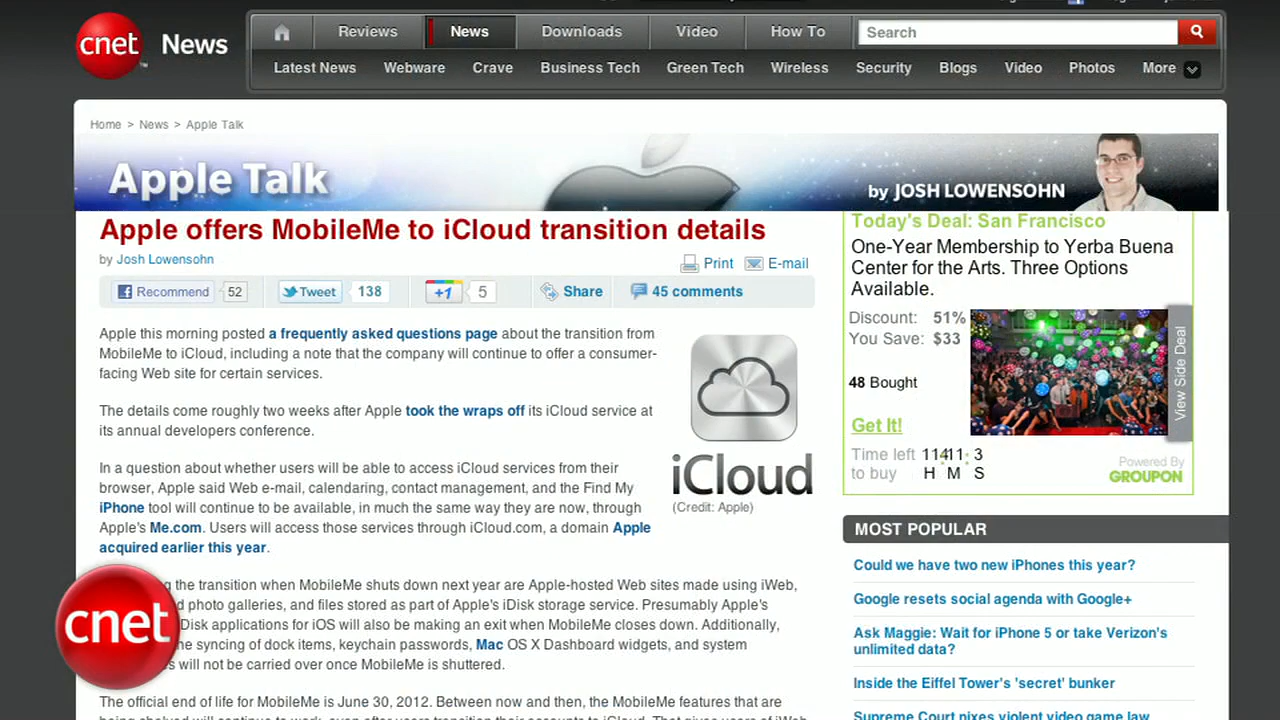 cnet News
Reviews News Downloads Video How To
Search
Latest News Webware Crave Business Tech Green Tech Wireless Security Blogs Video Photos More
Home > News > Apple Talk
Apple Talk
by JOSH LOWENSOHN
Apple offers MobileMe to iCloud transition details
by Josh Lowensohn
Print E-mail
Recommend 52 Tweet 138 +1 5 Share 45 comments
Apple this morning posted a frequently asked questions page about the transition from
MobileMe to iCloud, including a note that the company will continue to offer a consumer-
facing Web site for certain services.
The details come roughly two weeks after Apple took the wraps off its iCloud service at
its annual developers conference.
In a question about whether users will be able to access iCloud services from their
browser, Apple said Web e-mail, calendaring, contact management, and the Find My
iPhone tool will continue to be available, in much the same way they are now, through
Apple's Me.com. Users will access those services through iCloud.com, a domain Apple
acquired earlier this year.
iCloud
(Credit: Apple)
the transition when MobileMe shuts down next year are Apple-hosted Web sites made using iWeb,
photo galleries, and files stored as part of Apple's iDisk storage service. Presumably Apple's
Disk applications for iOS will also be making an exit when MobileMe closes down. Additionally,
syncing of dock items, keychain passwords, Mac OS X Dashboard widgets, and system
will not be carried over once MobileMe is shuttered.
cnet
The official end of life for MobileMe is June 30, 2012. Between now and then, the MobileMe features that are
Today's Deal: San Francisco
One-Year Membership to Yerba Buena
Center for the Arts. Three Options
Available.
Discount: 51%
You Save: $33
48 Bought
Get It!
Time left
to buy H M S
View Side Deal
Powered By
GROUPON
MOST POPULAR
Could we have two new iPhones this year?
Google resets social agenda with Google+
Ask Maggie: Wait for iPhone 5 or take Verizon's
unlimited data?
Inside the Eiffel Tower's 'secret' bunker
Supreme Court nixes violent video game law